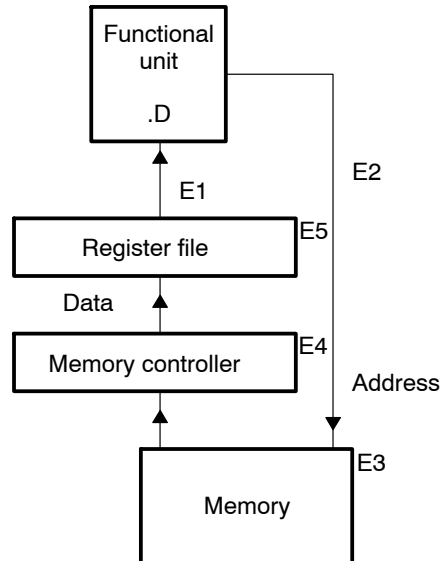 Functional
unit
.D
E1
E2
Register file
E5
Data
Memory controller
E4
Address
E3
Memory